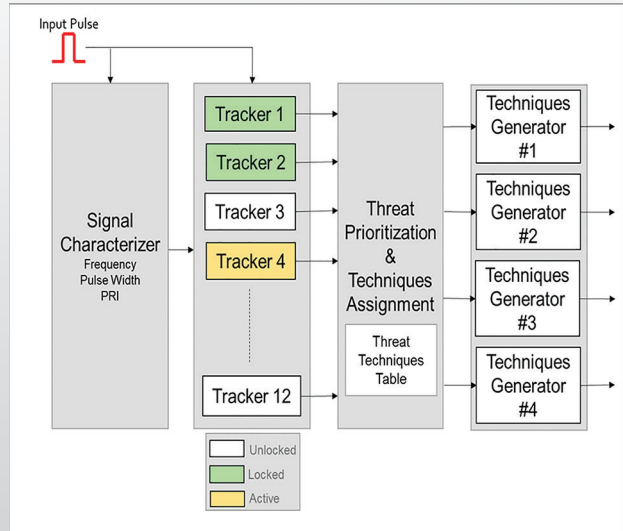 Input Pulse
Signal
Characterizer
Frequency
Pulse Width
PRI
Tracker 1
Tracker 2
Tracker 3
Tracker 4
Tracker 12
Unlocked
Locked
Active
Threat
Prioritization
&
Techniques
Assignment
Threat
Techniques
Table
Techniques
Generator
#1
Techniques
Generator
#2
Techniques
Generator
#3
Techniques
Generator
#4